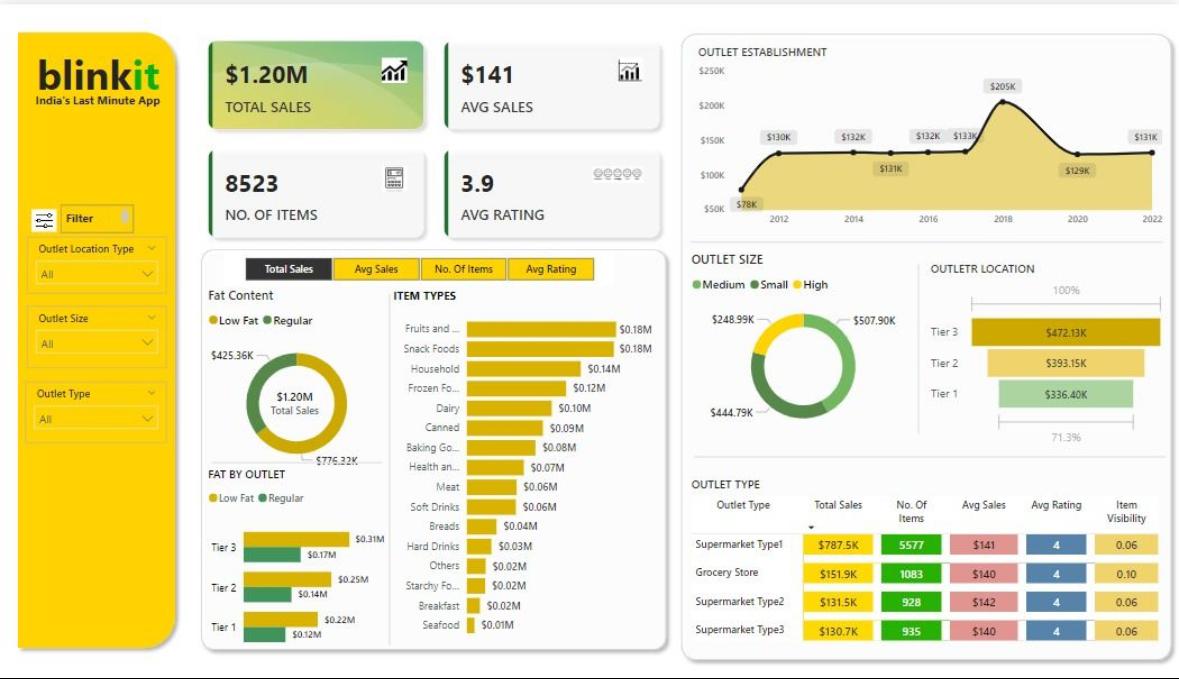 blinkit
India's Last Minute App
Filter
Outlet Location Type
All
Outlet Size
All
Outlet Type
All
$1.20M
TOTAL SALES
$141
AVG SALES
8523
NO. OF ITEMS
3.9
AVG RATING
Total Sales
Avg Sales
No. Of Items
Avg Rating
Fat Content
Low Fat
Regular
$425.36K
$1.20M
Total Sales
$776.32K
FAT BY OUTLET
Low Fat
Regular
Tier 3
$0.31M
$0.17M
Tier 2
$0.25M
$0.14M
Tier 1
$0.22M
$0.12M
ITEM TYPES
Fruits and ... $0.18M
Snack Foods $0.18M
Household $0.14M
Frozen Fo... $0.12M
Dairy $0.10M
Canned $0.09M
Baking Go... $0.08M
Health an... $0.07M
Meat $0.06M
Soft Drinks $0.06M
Breads $0.04M
Hard Drinks $0.03M
Others $0.02M
Starchy Fo... $0.02M
Breakfast $0.02M
Seafood $0.01M
OUTLET ESTABLISHMENT
$250K
$200K
$150K
$100K
$50K
$78K
$130K
$132K
$131K
$132K
$133K
$205K
$129K
$131K
2012 2014 2016 2018 2020 2022
OUTLET SIZE
Medium Small High
$248.99K
$507.90K
$444.79K
OUTLETR LOCATION
100%
Tier 3 $472.13K
Tier 2 $393.15K
Tier 1 $336.40K
71.3%
OUTLET TYPE
Outlet Type Total Sales No. Of Items Avg Sales Avg Rating Item Visibility
Supermarket Type1 $787.5K 5577 $141 4 0.06
Grocery Store $151.9K 1083 $140 4 0.10
Supermarket Type2 $131.5K 928 $142 4 0.06
Supermarket Type3 $130.7K 935 $140 4 0.06